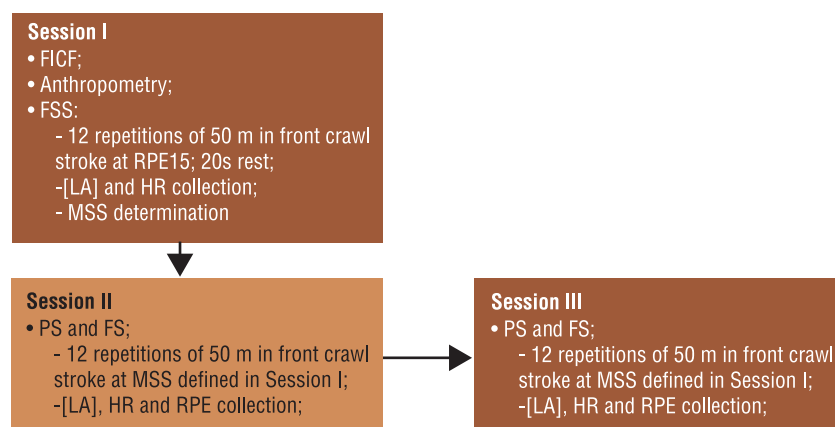 Session I
• FICF;
• Anthropometry;
• FSS:
- 12 repetitions of 50 m in front crawl
stroke at RPE15; 20s rest;
-[LA] and HR collection;
- MSS determination
Session II
• PS and FS;
- 12 repetitions of 50 m in front crawl
stroke at MSS defined in Session I;
-[LA], HR and RPE collection;
Session III
• PS and FS;
- 12 repetitions of 50 m in front crawl
stroke at MSS defined in Session I;
-[LA], HR and RPE collection;